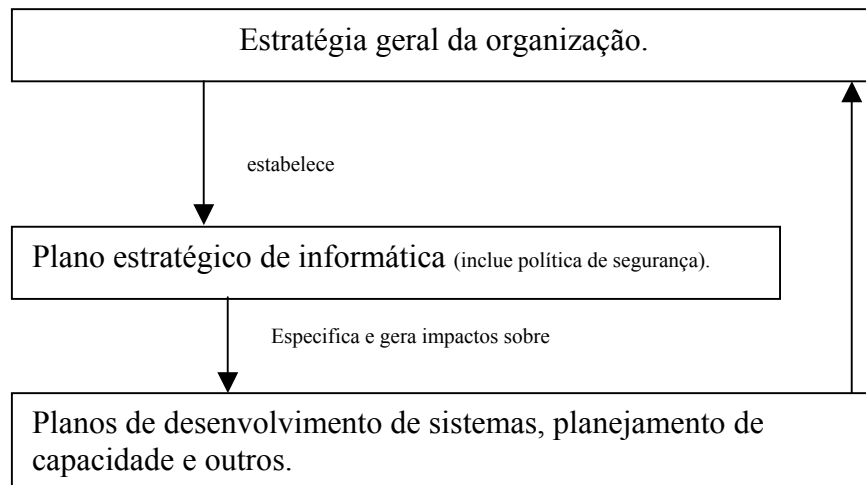 Estratégia geral da organização.
estabelece
Plano estratégico de informática (inclue política de segurança).
Especifica e gera impactos sobre
Planos de desenvolvimento de sistemas, planejamento de
capacidade e outros.